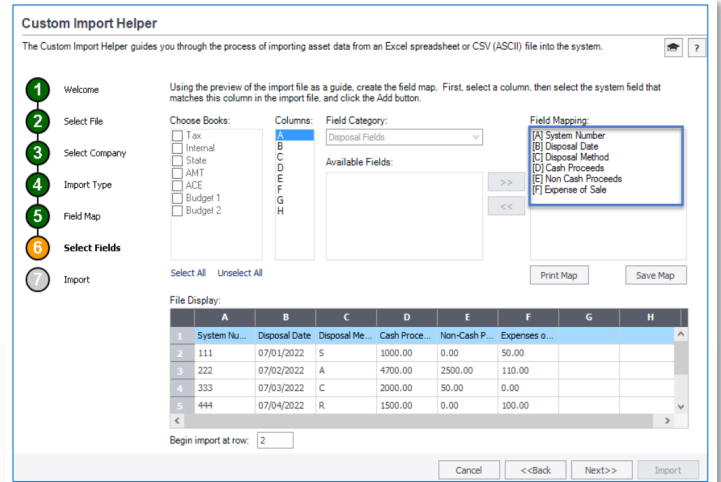 Custom Import Helper
The Custom Import Helper guides you through the process of importing asset data from an Excel spreadsheet or CSV (ASCII) file into the system.
?
1 Welcome
2 Select File
3 Select Company
4 Import Type
5 Field Map
6 Select Fields
7 Import
Using the preview of the import file as a guide, create the field map. First, select a column, then select the system field that
matches this column in the import file, and click the Add button.
Choose Books:
Tax
Internal
State
AMT
ACE
Budget 1
Budget 2
Select All Unselect All
Columns:
A
B
C
D
E
F
G
H
Field Category:
Disposal Fields
Available Fields:
>>
<<
Field Mapping:
[A] System Number
[B] Disposal Date
[C] Disposal Method
[D] Cash Proceeds
[E] Non Cash Proceeds
[F] Expense of Sale
Print Map Save Map
File Display:
A B C D E F G H
1 System Nu... Disposal Date Disposal Me... Cash Proce... Non-Cash P... Expenses o...
2 111 07/01/2022 S 1000.00 0.00 50.00
3 222 07/02/2022 A 4700.00 2500.00 110.00
4 333 07/03/2022 C 2000.00 50.00 0.00
5 444 07/04/2022 R 1500.00 0.00 100.00
Begin import at row: 2
Cancel <<Back Next>> Import